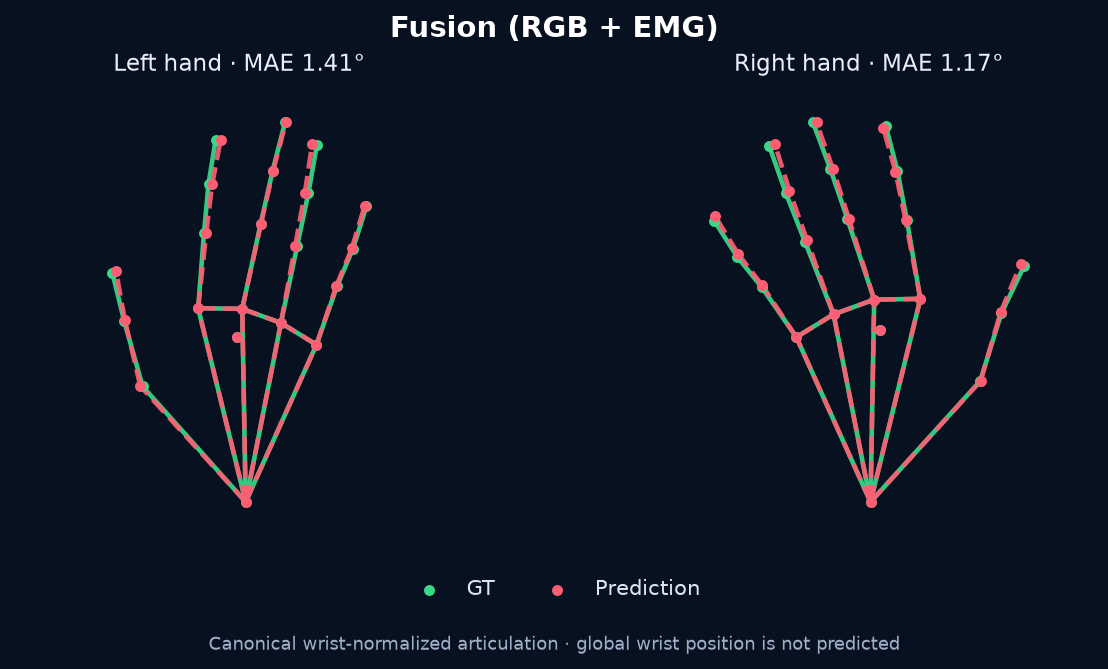 Fusion (RGB + EMG)
Left hand · MAE 1.41°
Right hand · MAE 1.17°
GT
Prediction
Canonical wrist-normalized articulation · global wrist position is not predicted